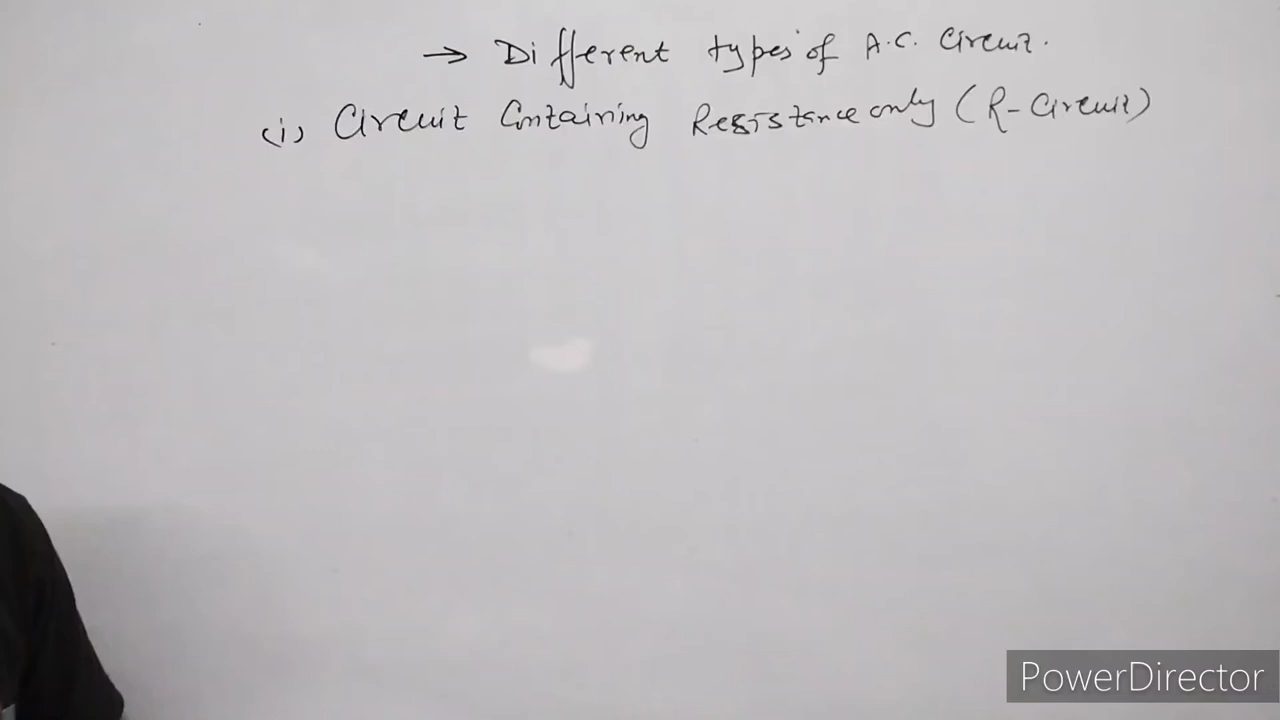 → Different types of A.C. Circuit.
(i) Circuit Containing Resistance only (R-Circuit)
PowerDirector